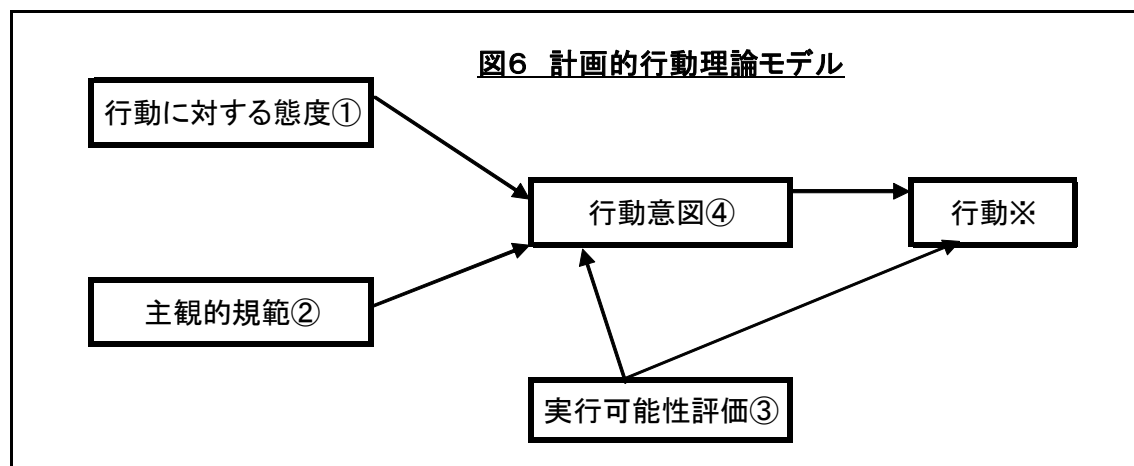 図6 計画的行動理論モデル
行動に対する態度①
行動意図④
行動※
主観的規範②
実行可能性評価③